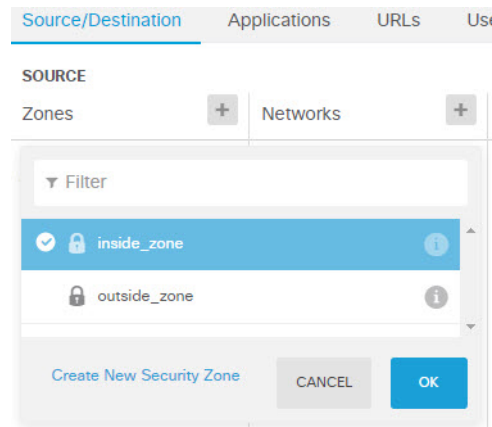 Source/Destination Applications URLs
SOURCE
Zones + Networks +
Filter
inside_zone i
outside_zone i
Create New Security Zone CANCEL OK